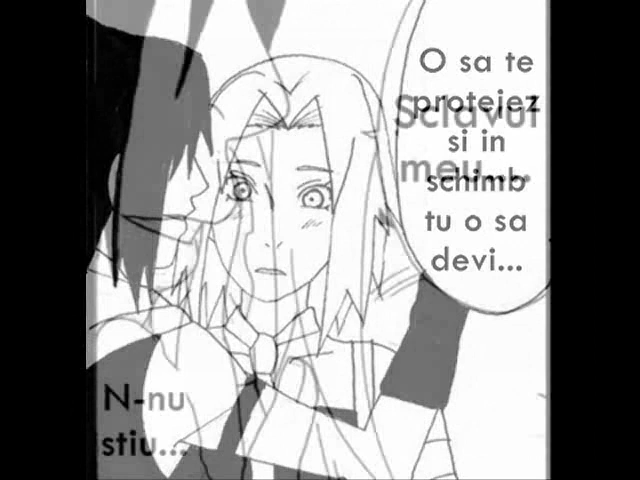 O sa te
protejez
si in
schimb
tu o sa
devi...
Sclavul
meu....
N-nu
stiu...